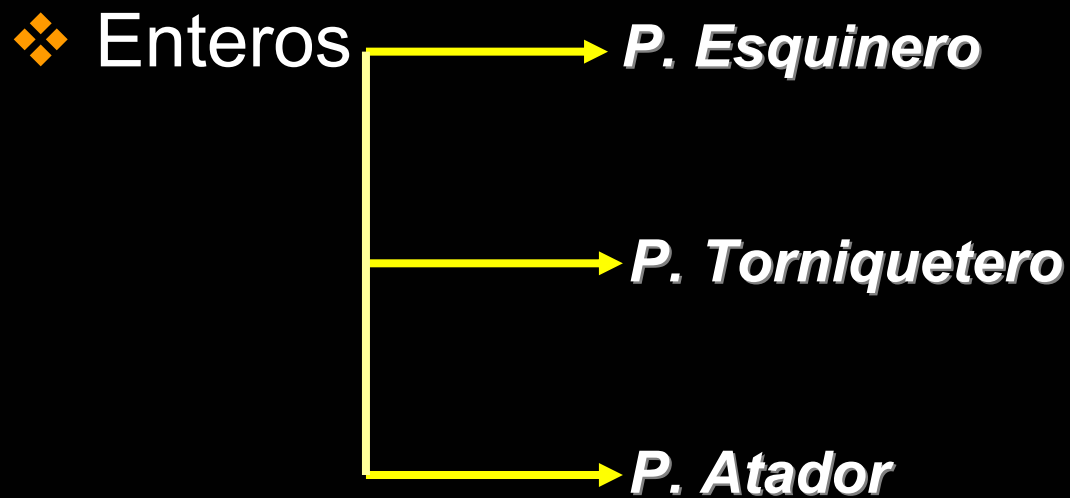 Enteros
P. Esquinero
P. Torniquetero
P. Atador